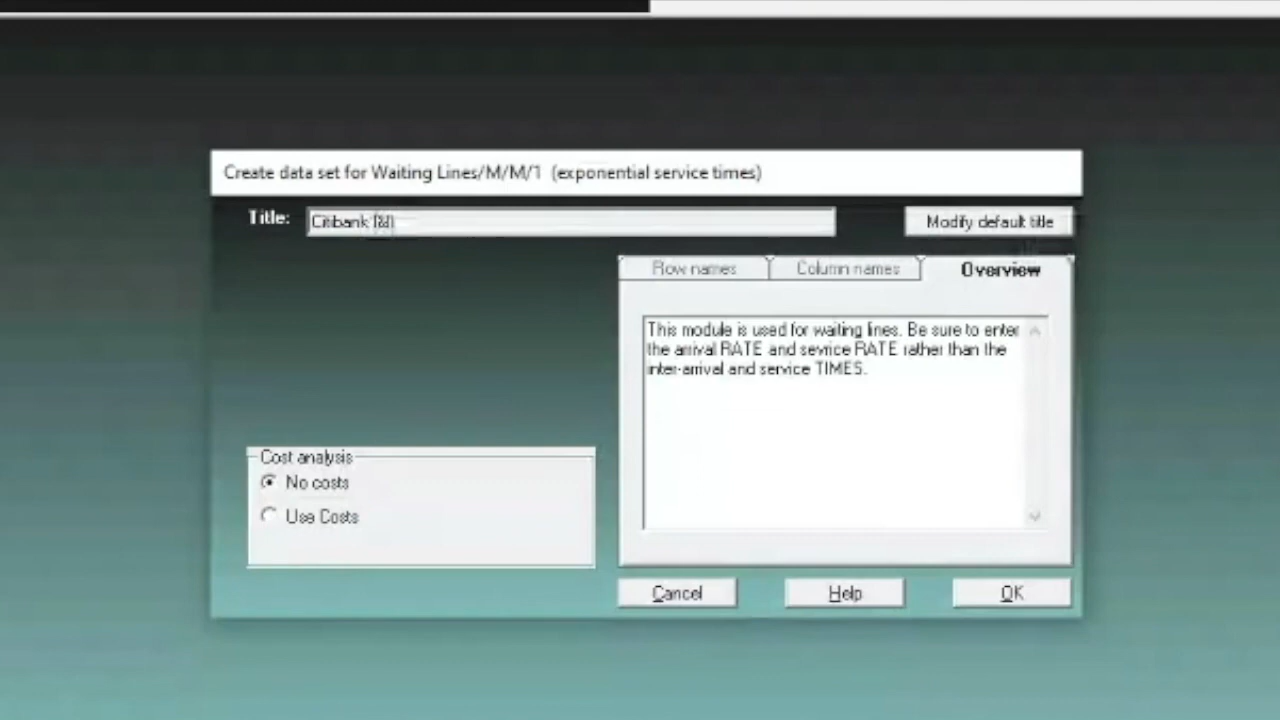 Create data set for Waiting Lines/M/M/1 (exponential service times)
Title: Citibank
Modify default title
Row names Column names Overview
This module is used for waiting lines. Be sure to enter
the arrival RATE and sevrice RATE rather than the
inter-arrival and service TIMES.
Cost analysis
No costs
Use Costs
Cancel Help OK